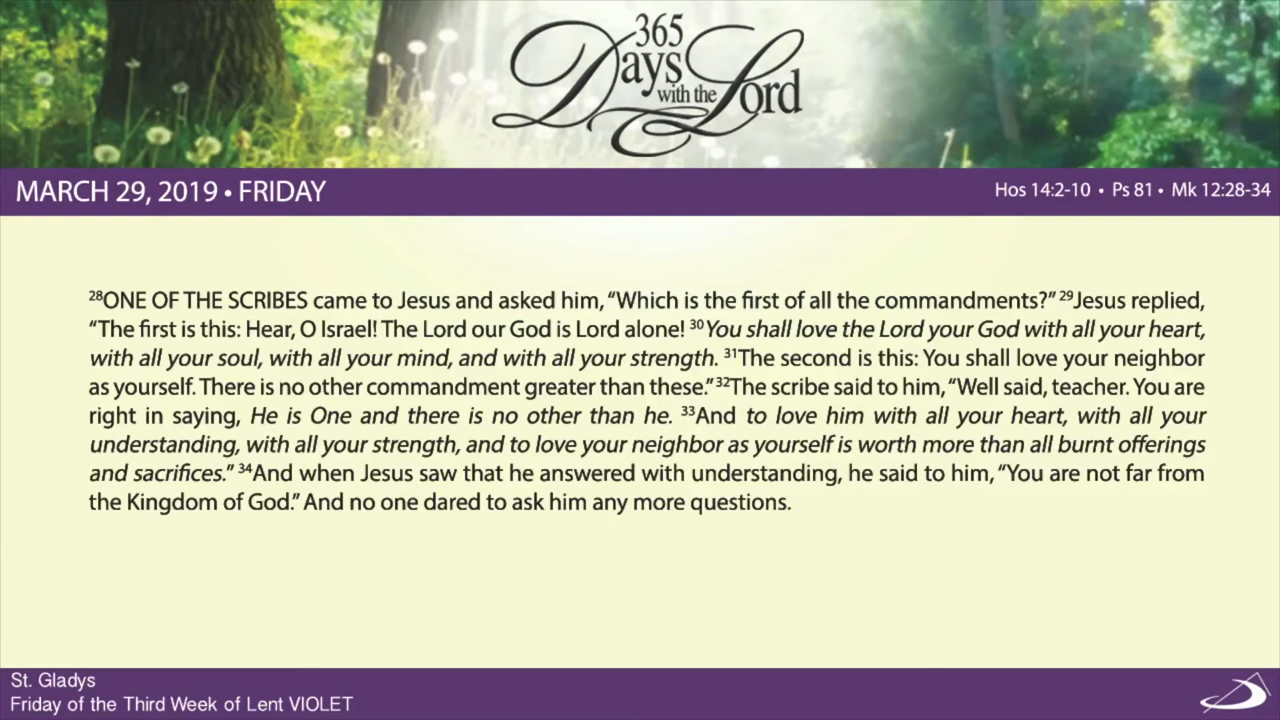 365
Days
with the Lord
MARCH 29, 2019 • FRIDAY
Hos 14:2-10 • Ps 81 • Mk 12:28-34
²⁸ONE OF THE SCRIBES came to Jesus and asked him, “Which is the first of all the commandments?” ²⁹Jesus replied,
“The first is this: Hear, O Israel! The Lord our God is Lord alone! ³⁰You shall love the Lord your God with all your heart,
with all your soul, with all your mind, and with all your strength. ³¹The second is this: You shall love your neighbor
as yourself. There is no other commandment greater than these.” ³²The scribe said to him, “Well said, teacher. You are
right in saying, He is One and there is no other than he. ³³And to love him with all your heart, with all your
understanding, with all your strength, and to love your neighbor as yourself is worth more than all burnt offerings
and sacrifices.” ³⁴And when Jesus saw that he answered with understanding, he said to him, “You are not far from
the Kingdom of God.” And no one dared to ask him any more questions.
St. Gladys
Friday of the Third Week of Lent VIOLET